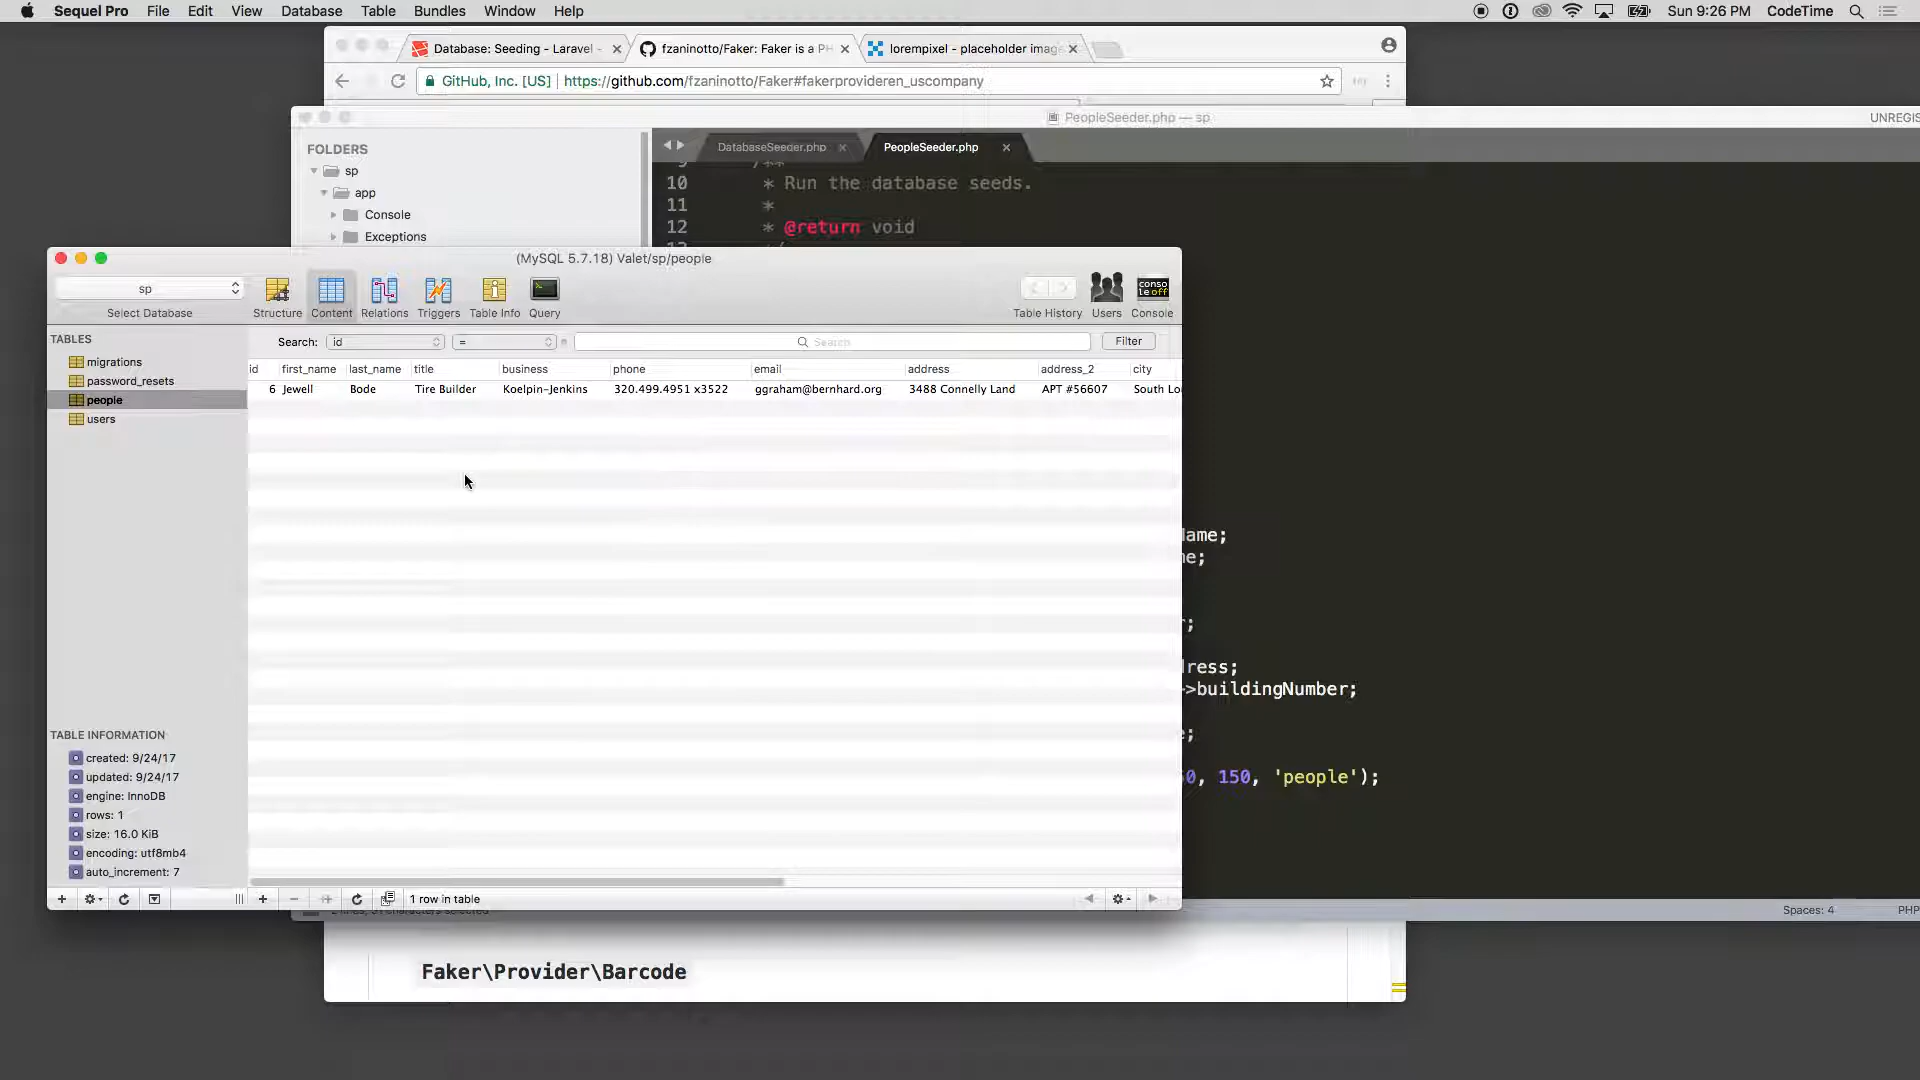 Sequel Pro File Edit View Database Table Bundles Window Help
Sun 9:26 PM CodeTime
Database: Seeding - Laravel -
fzaninotto/Faker: Faker is a PH
lorempixel - placeholder imag
GitHub, Inc. [US] | https://github.com/fzaninotto/Faker#fakerprovideren_uscompany
PeopleSeeder.php — sp
UNREGIS
FOLDERS
sp
app
Console
Exceptions
DatabaseSeeder.php
PeopleSeeder.php
9 /**
10 * Run the database seeds.
11 *
12 * @return void
(MySQL 5.7.18) Valet/sp/people
sp
Select Database
Structure Content Relations Triggers Table Info Query
Table History Users Console
console off
TABLES
migrations
password_resets
people
users
Search: id = Search Filter
id first_name last_name title business phone email address address_2 city
6 Jewell Bode Tire Builder Koelpin-Jenkins 320.499.4951 x3522 ggraham@bernhard.org 3488 Connelly Land APT #56607 South Lo
lame;
ne;
r;
lress;
->buildingNumber;
e;
0, 150, 'people');
TABLE INFORMATION
created: 9/24/17
updated: 9/24/17
engine: InnoDB
rows: 1
size: 16.0 KiB
encoding: utf8mb4
auto_increment: 7
1 row in table
Spaces: 4
PHP
Faker\Provider\Barcode